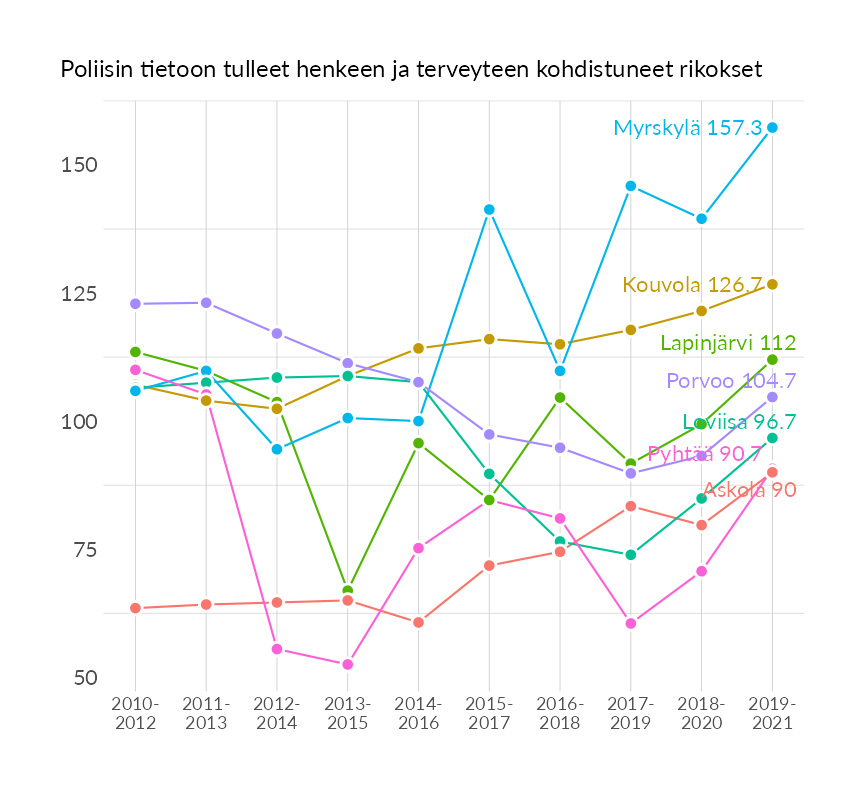 Poliisin tietoon tulleet henkeen ja terveyteen kohdistuneet rikokset
Myrskylä 157.3
150
Kouvola 126.7
125
Lapinjärvi 112
Porvoo 104.7
100
Loviisa 96.7
Pyhtää 90.7
Askola 90
75
50
2010-2012
2011-2013
2012-2014
2013-2015
2014-2016
2015-2017
2016-2018
2017-2019
2018-2020
2019-2021